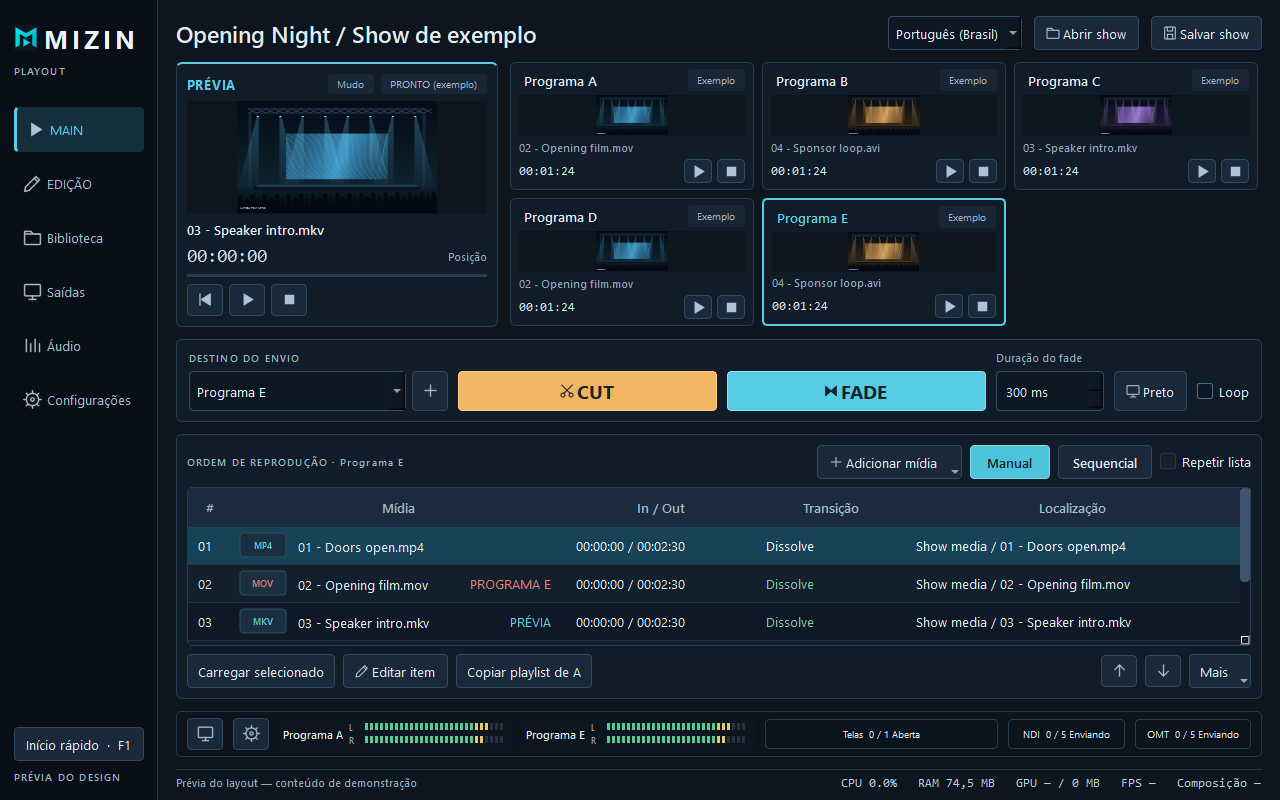 MIZIN
PLAYOUT
MAIN
EDIÇÃO
Biblioteca
Saídas
Áudio
Configurações
Início rápido · F1
PRÉVIA DO DESIGN
Opening Night / Show de exemplo
Português (Brasil)
Abrir show
Salvar show
PRÉVIA
Mudo
PRONTO (exemplo)
03 - Speaker intro.mkv
00:00:00
Posição
Programa A
Exemplo
02 - Opening film.mov
00:01:24
Programa B
Exemplo
04 - Sponsor loop.avi
00:01:24
Programa C
Exemplo
03 - Speaker intro.mkv
00:01:24
Programa D
Exemplo
02 - Opening film.mov
00:01:24
Programa E
Exemplo
04 - Sponsor loop.avi
00:01:24
DESTINO DO ENVIO
Programa E
CUT
FADE
Duração do fade
300 ms
Preto
Loop
ORDEM DE REPRODUÇÃO · Programa E
Adicionar mídia
Manual
Sequencial
Repetir lista
# Mídia In / Out Transição Localização
01 MP4 01 - Doors open.mp4 00:00:00 / 00:02:30 Dissolve Show media / 01 - Doors open.mp4
02 MOV 02 - Opening film.mov PROGRAMA E 00:00:00 / 00:02:30 Dissolve Show media / 02 - Opening film.mov
03 MKV 03 - Speaker intro.mkv PRÉVIA 00:00:00 / 00:02:30 Dissolve Show media / 03 - Speaker intro.mkv
Carregar selecionado
Editar item
Copiar playlist de A
Mais
Programa A L R
Programa E L R
Telas 0 / 1 Aberta
NDI 0 / 5 Enviando
OMT 0 / 5 Enviando
Prévia do layout — conteúdo de demonstração
CPU 0.0% RAM 74,5 MB GPU — / 0 MB FPS — Composição —